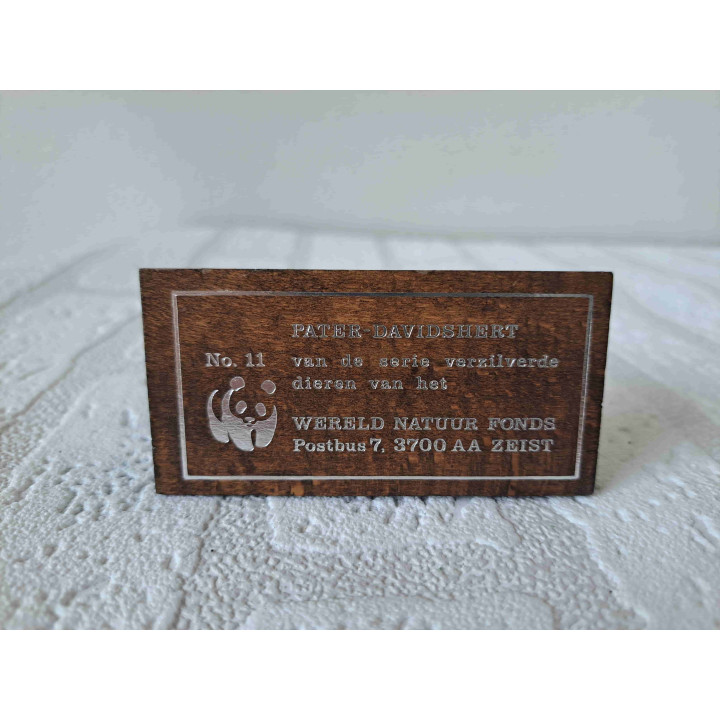 PATER DAVIDSHERT
No. 11 van de serie verzilverde
dieren van het
WERELD NATUUR FONDS
Postbus 7, 3700 AA ZEIST